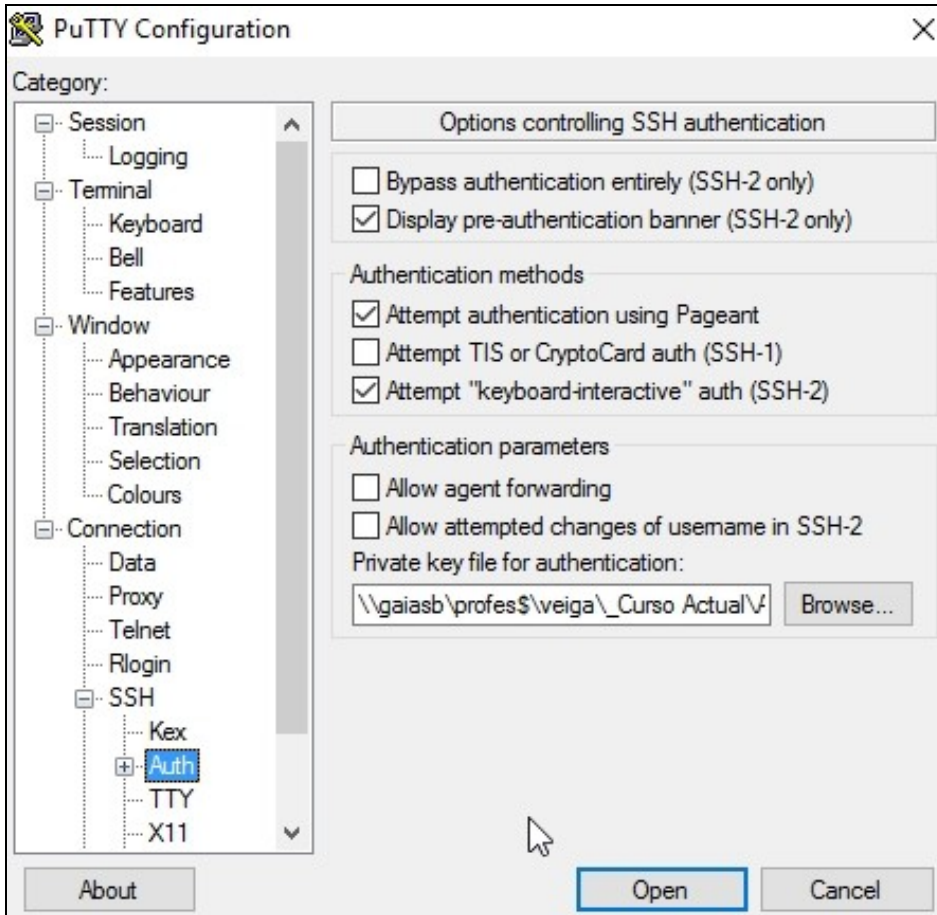 PuTTY Configuration
Category:
Session
Logging
Terminal
Keyboard
Bell
Features
Window
Appearance
Behaviour
Translation
Selection
Colours
Connection
Data
Proxy
Telnet
Rlogin
SSH
Kex
Auth
TTY
X11
Options controlling SSH authentication
Bypass authentication entirely (SSH-2 only)
Display pre-authentication banner (SSH-2 only)
Authentication methods
Attempt authentication using Pageant
Attempt TIS or CryptoCard auth (SSH-1)
Attempt "keyboard-interactive" auth (SSH-2)
Authentication parameters
Allow agent forwarding
Allow attempted changes of username in SSH-2
Private key file for authentication:
\\gaiasb\profes$\veiga\_Curso Actual\
Browse...
About
Open
Cancel